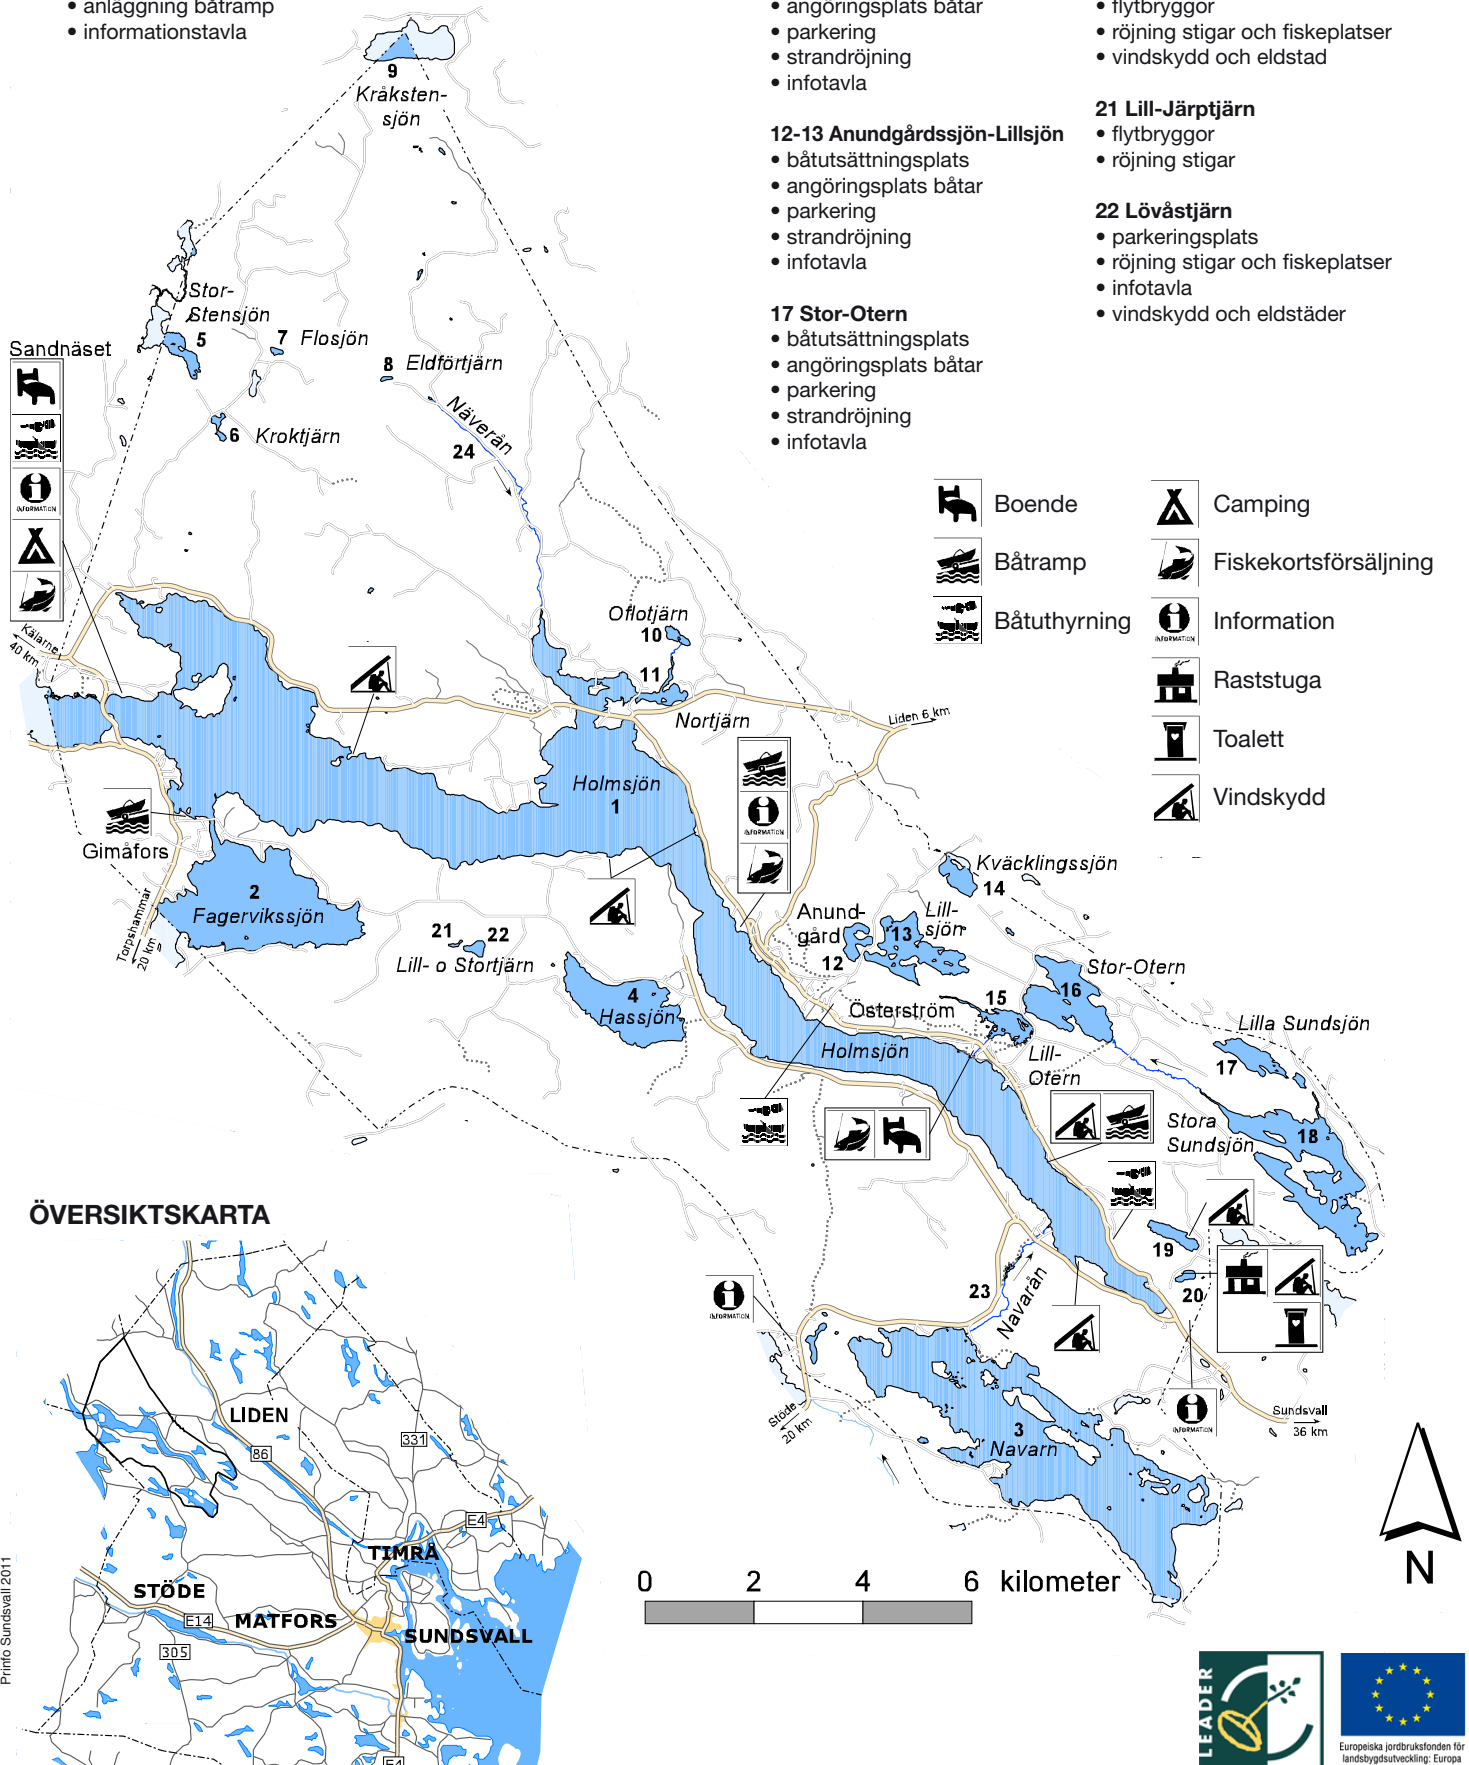 • anläggning båtramp
• informationstavla
• angöringsplats båtar
• parkering
• strandröjning
• infotavla
12-13 Anundgårdssjön-Lillsjön
• båtutsättningsplats
• angöringsplats båtar
• parkering
• strandröjning
• infotavla
17 Stor-Otern
• båtutsättningsplats
• angöringsplats båtar
• parkering
• strandröjning
• infotavla
• flytbryggor
• röjning stigar och fiskeplatser
• vindskydd och eldstad
21 Lill-Järptjärn
• flytbryggor
• röjning stigar
22 Lövåstjärn
• parkeringsplats
• röjning stigar och fiskeplatser
• infotavla
• vindskydd och eldstäder
Boende
Båtramp
Båtuthyrning
Camping
Fiskekortsförsäljning
INFORMATION
Information
Raststuga
Toalett
Vindskydd
9
Kråksten-
sjön
Stor-
Stensjön
5
7 Flosjön
8 Eldförtjärn
6 Kroktjärn
Näverån
24
Sandnäset
INFORMATION
Kälarne
40 km
Oflotjärn
10
11
Nortjärn
Liden 6 km
Holmsjön
1
INFORMATION
Gimåfors
2
Fagervikssjön
Torpshammar
20 km
21
22
Lill- o Stortjärn
4
Hassjön
Kväcklingssjön
14
Anund-
gård
12
Lill-
sjön
13
Stor-Otern
16
15
Österström
Lill-
Otern
Holmsjön
Lilla Sundsjön
17
Stora
Sundsjön
18
19
20
23
Navarån
INFORMATION
INFORMATION
Stöde
20 km
3
Navarn
Sundsvall
36 km
N
0 2 4 6 kilometer
ÖVERSIKTSKARTA
LIDEN
86
331
E4
TIMRÅ
STÖDE
E14
MATFORS
305
SUNDSVALL
E4
Prinfo Sundsvall 2011
LEADER
Europeiska jordbruksfonden för
landsbygdsutveckling: Europa